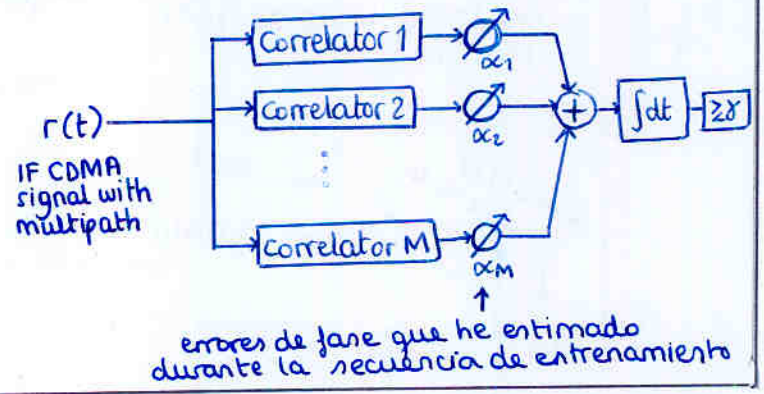 Correlator 1
α1
Correlator 2
α2
r(t)
∫dt
≷γ
IF CDMA
signal with
multipath
Correlator M
αM
errores de fase que he estimado
durante la secuencia de entrenamiento